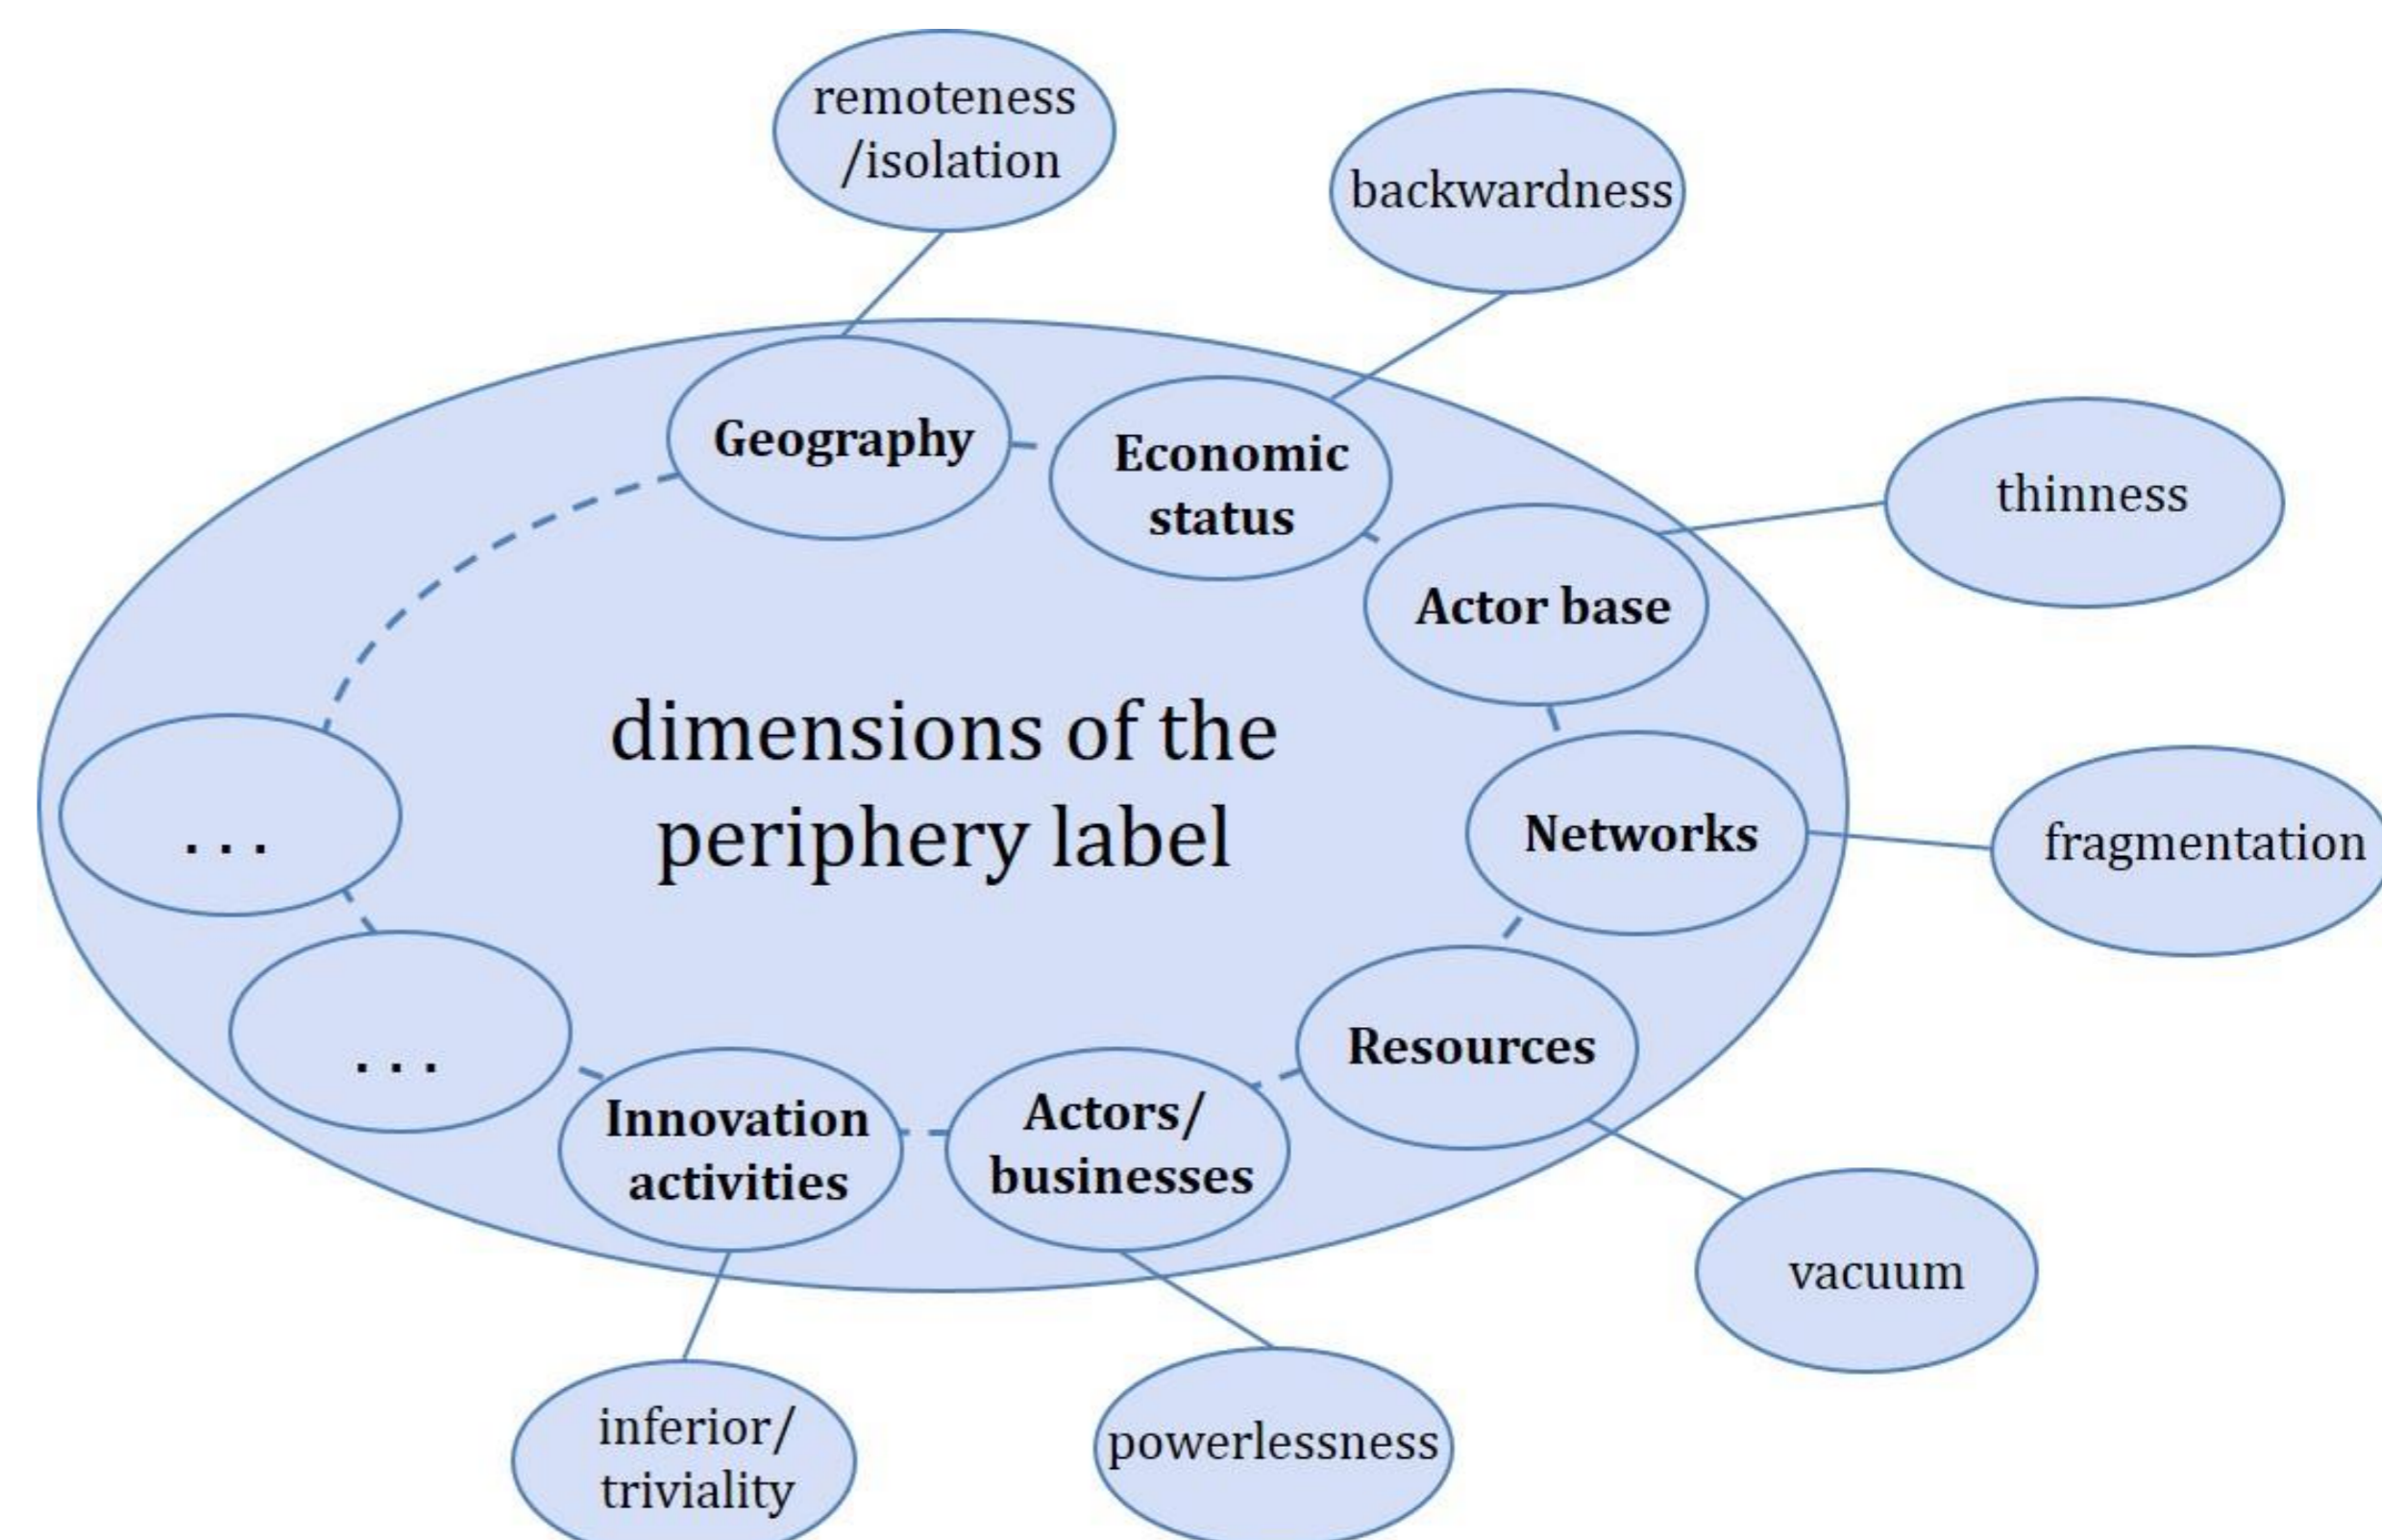 remoteness
/isolation
backwardness
Geography
Economic
status
thinness
Actor base
dimensions of the
periphery label
Networks
fragmentation
. . .
. . .
Resources
Innovation
activities
Actors/
businesses
vacuum
inferior/
triviality
powerlessness